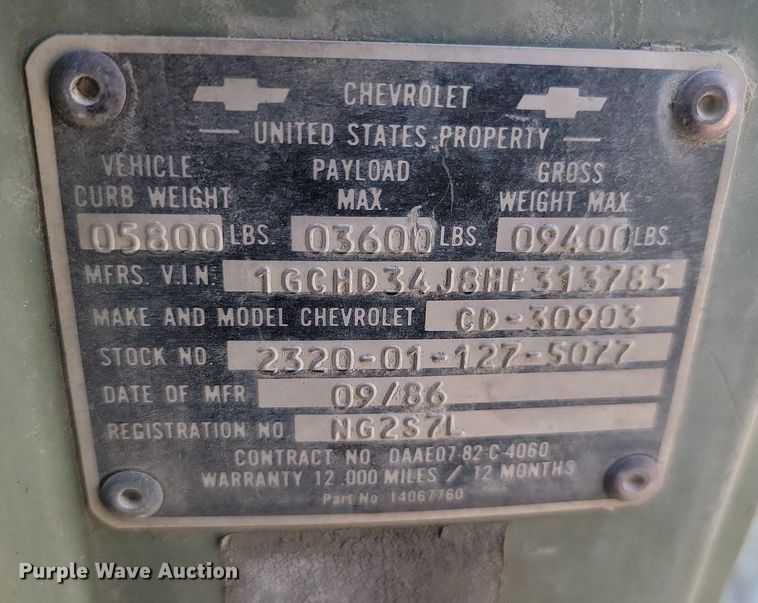 CHEVROLET
UNITED STATES PROPERTY
VEHICLE CURB WEIGHT PAYLOAD MAX GROSS WEIGHT MAX
05800 LBS. 03600 LBS. 09400 LBS.
MFRS. V.I.N. 1GCHD34J8HF313785
MAKE AND MODEL CHEVROLET CD-30903
STOCK NO. 2320-01-127-5077
DATE OF MFR 09/86
REGISTRATION NO NG2S7L
CONTRACT NO. DAAE07-82-C-4060
WARRANTY 12,000 MILES / 12 MONTHS
Part No 14067760
Purple Wave Auction